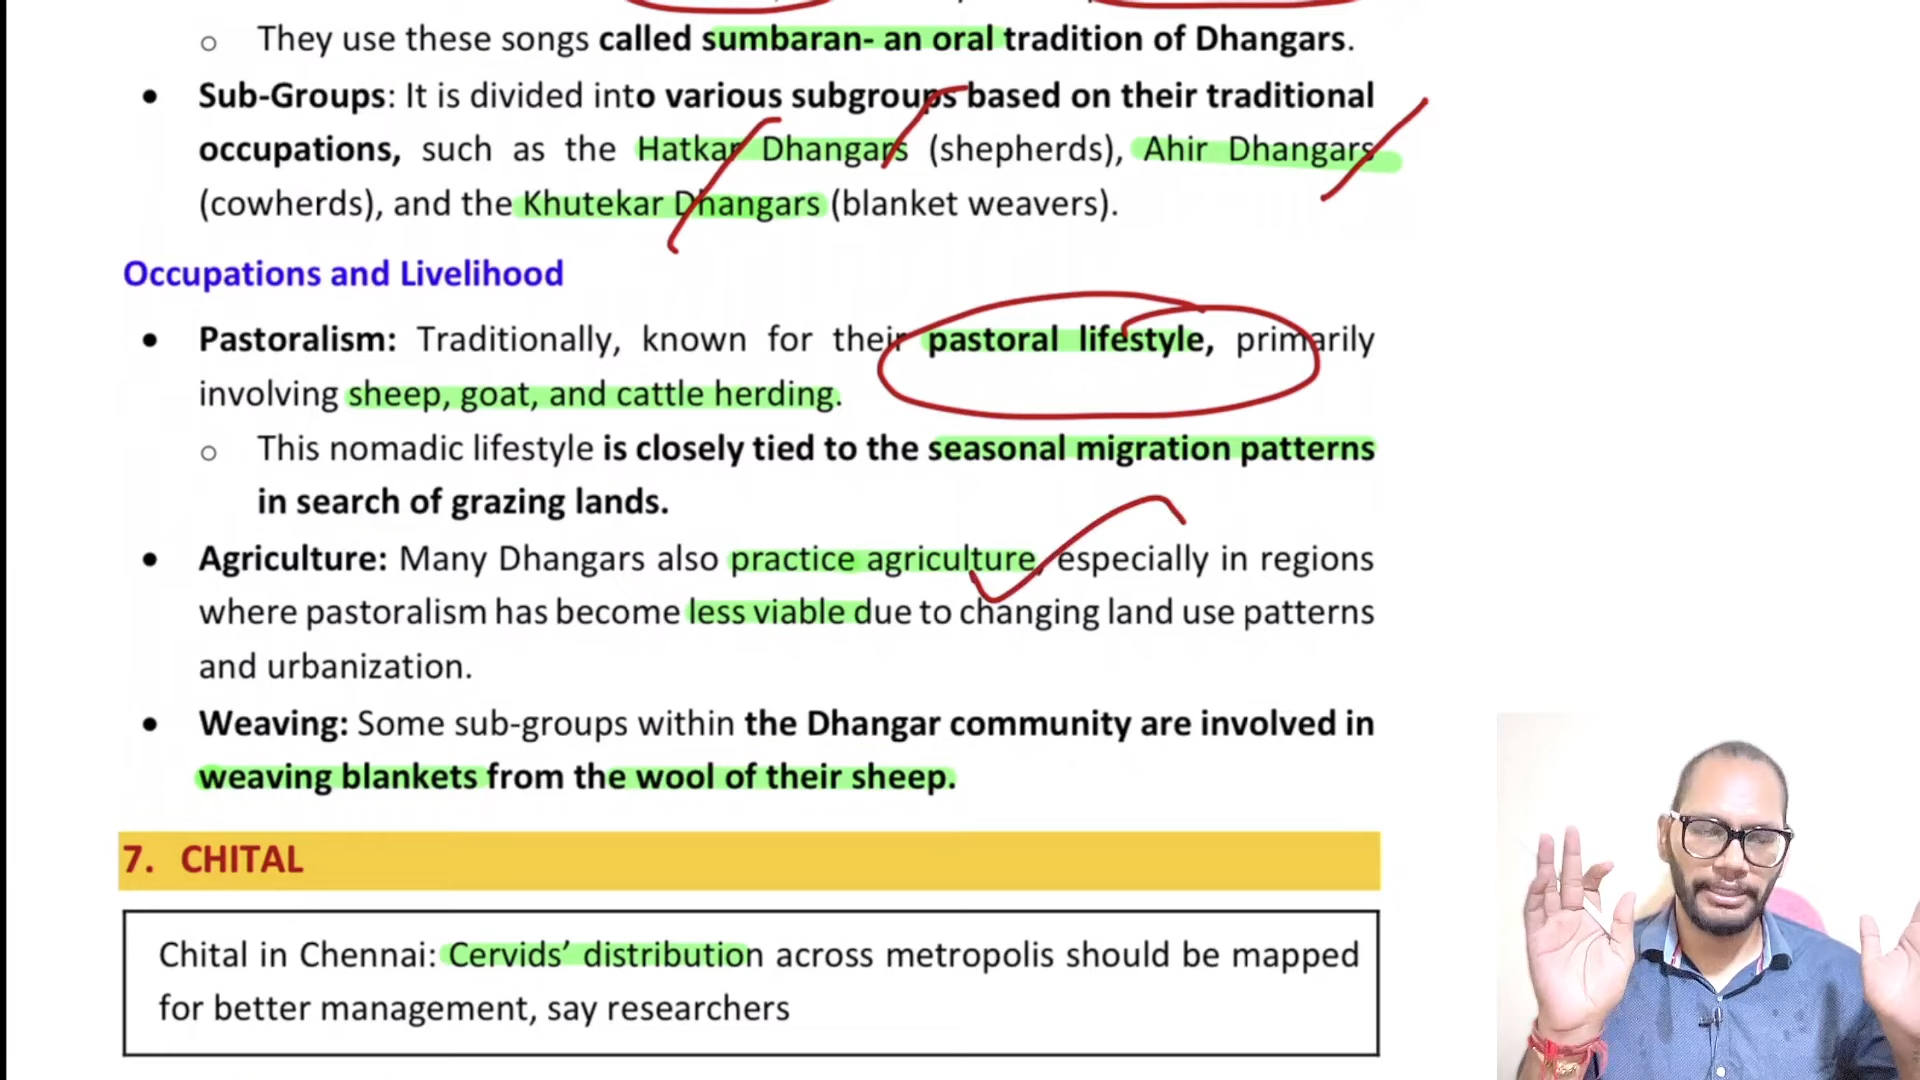 ○ They use these songs called sumbaran- an oral tradition of Dhangars.
• Sub-Groups: It is divided into various subgroups based on their traditional
occupations, such as the Hatkar Dhangars (shepherds), Ahir Dhangars
(cowherds), and the Khutekar Dhangars (blanket weavers).
Occupations and Livelihood
• Pastoralism: Traditionally, known for their pastoral lifestyle, primarily
involving sheep, goat, and cattle herding.
○ This nomadic lifestyle is closely tied to the seasonal migration patterns
in search of grazing lands.
• Agriculture: Many Dhangars also practice agriculture, especially in regions
where pastoralism has become less viable due to changing land use patterns
and urbanization.
• Weaving: Some sub-groups within the Dhangar community are involved in
weaving blankets from the wool of their sheep.
7. CHITAL
Chital in Chennai: Cervids’ distribution across metropolis should be mapped
for better management, say researchers